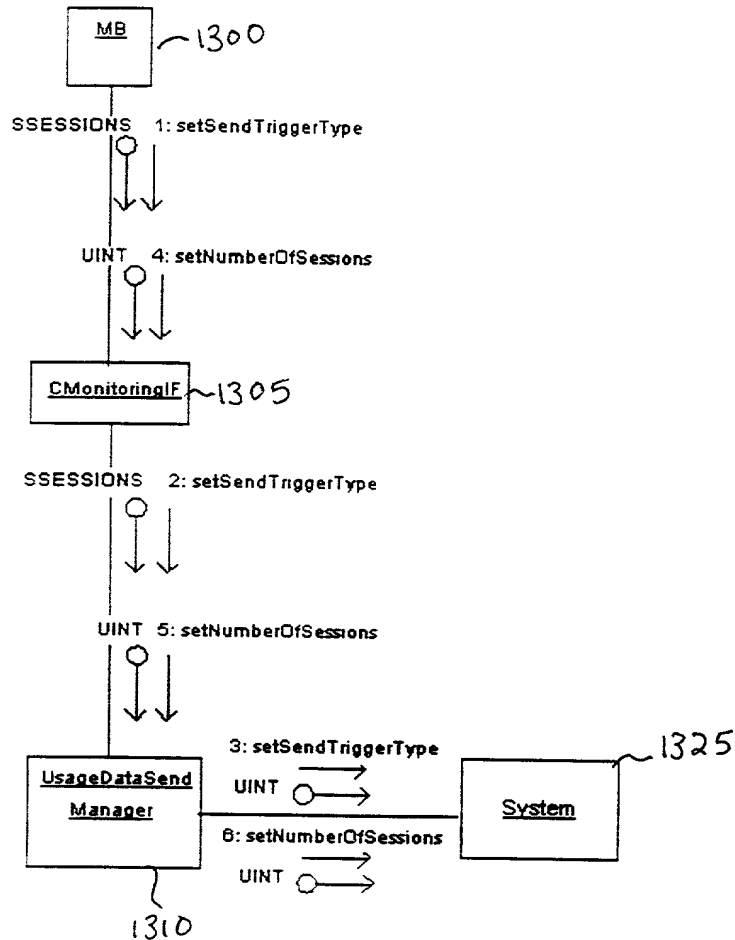 MB
1300
SSESSIONS 1: setSendTriggerType
UINT 4: setNumberOfSessions
CMonitoringIF
1305
SSESSIONS 2: setSendTriggerType
UINT 5: setNumberOfSessions
UsageDataSend
Manager
1310
3: setSendTriggerType
UINT
6: setNumberOfSessions
UINT
System
1325